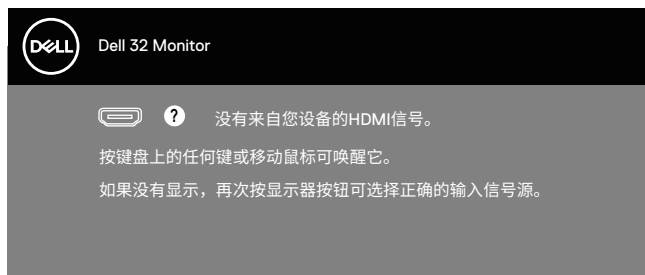 DELL
Dell 32 Monitor
? 没有来自您设备的HDMI信号。
按键盘上的任何键或移动鼠标可唤醒它。
如果没有显示，再次按显示器按钮可选择正确的输入信号源。